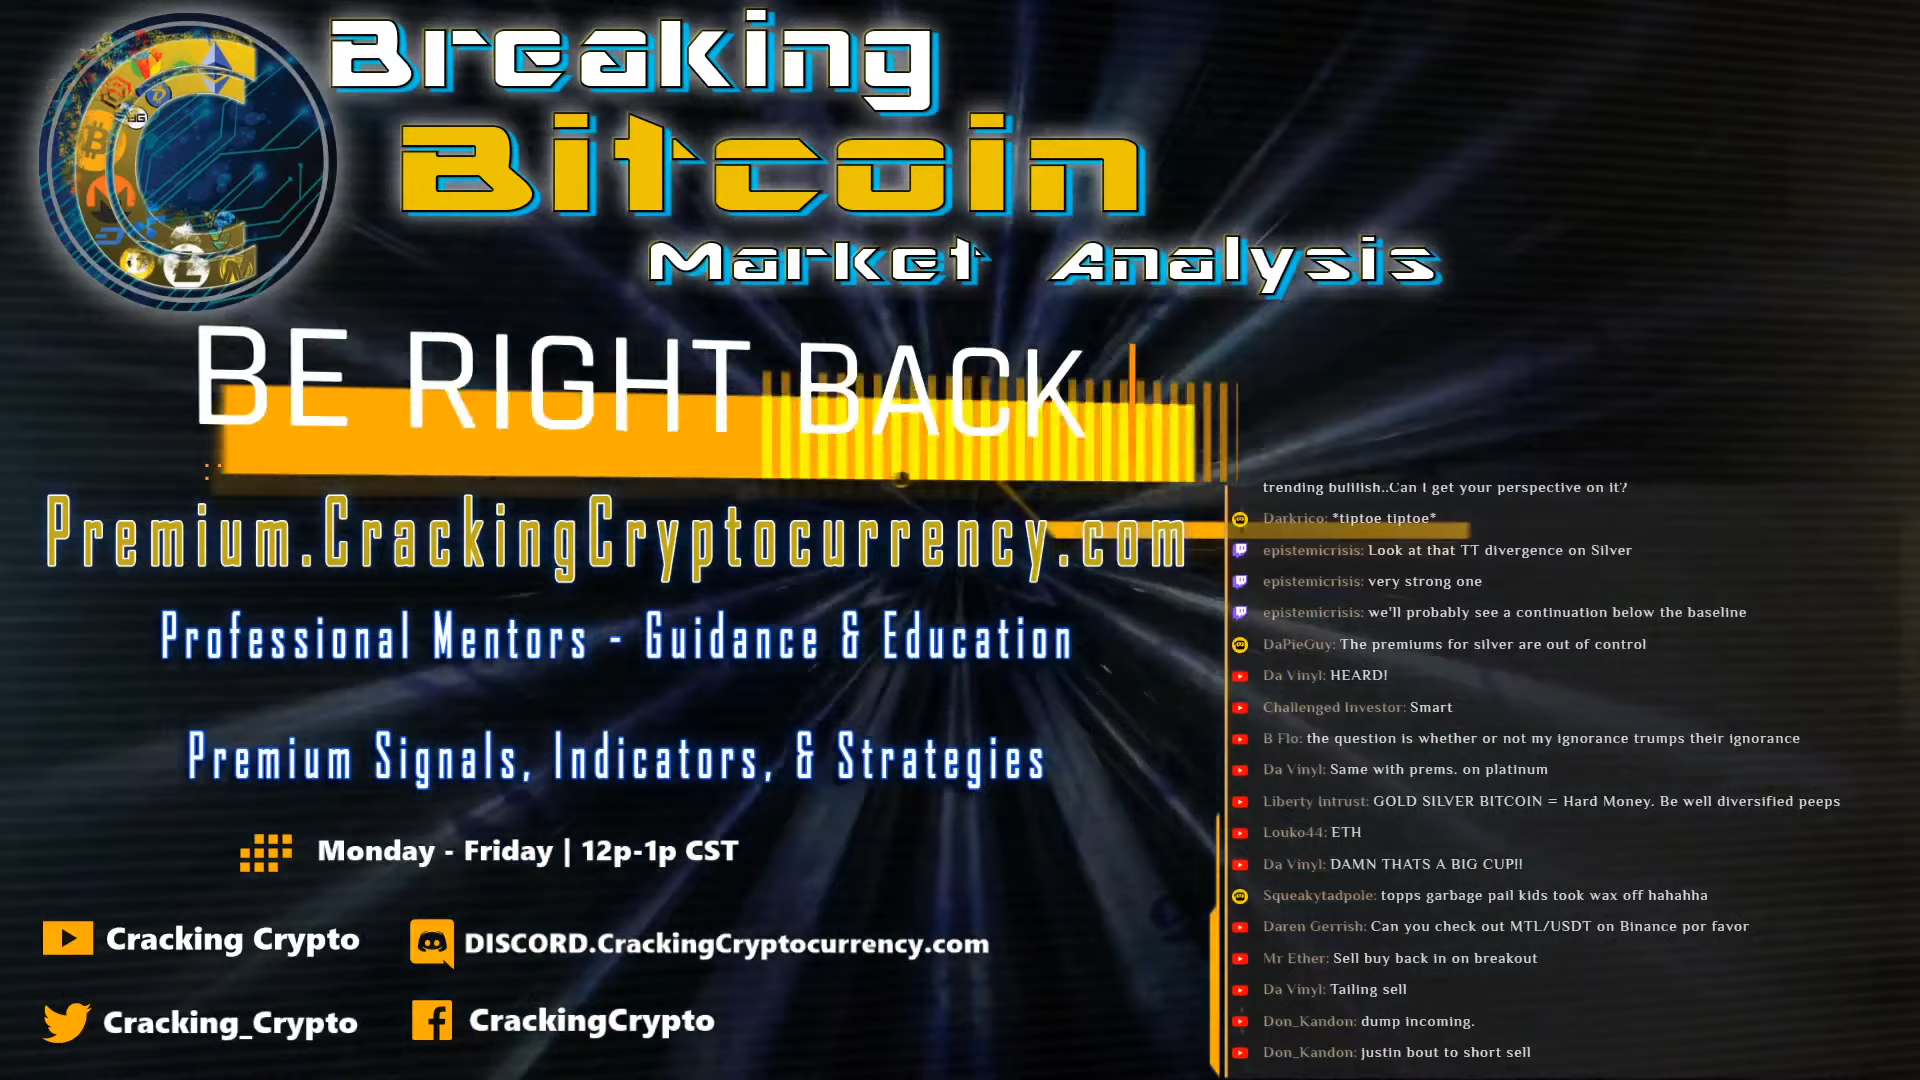 Breaking
Bitcoin
Market Analysis
BE RIGHT BACK
Premium.CrackingCryptocurrency.com
Professional Mentors - Guidance & Education
Premium Signals, Indicators, & Strategies
Monday - Friday | 12p-1p CST
Cracking Crypto
DISCORD.CrackingCryptocurrency.com
Cracking_Crypto
CrackingCrypto
trending bullish..Can I get your perspective on it?
Darkrico: *tiptoe tiptoe*
epistemicrisis: Look at that TT divergence on Silver
epistemicrisis: very strong one
epistemicrisis: we'll probably see a continuation below the baseline
DaPieGuy: The premiums for silver are out of control
Da Vinyl: HEARD!
Challenged Investor: Smart
B Flo: the question is whether or not my ignorance trumps their ignorance
Da Vinyl: Same with prems. on platinum
Liberty Intrust: GOLD SILVER BITCOIN = Hard Money. Be well diversified peeps
Louko44: ETH
Da Vinyl: DAMN THATS A BIG CUP!!
Squeakytadpole: topps garbage pail kids took wax off hahahha
Daren Gerrish: Can you check out MTL/USDT on Binance por favor
Mr Ether: Sell buy back in on breakout
Da Vinyl: Tailing sell
Don_Kandon: dump incoming.
Don_Kandon: justin bout to short sell